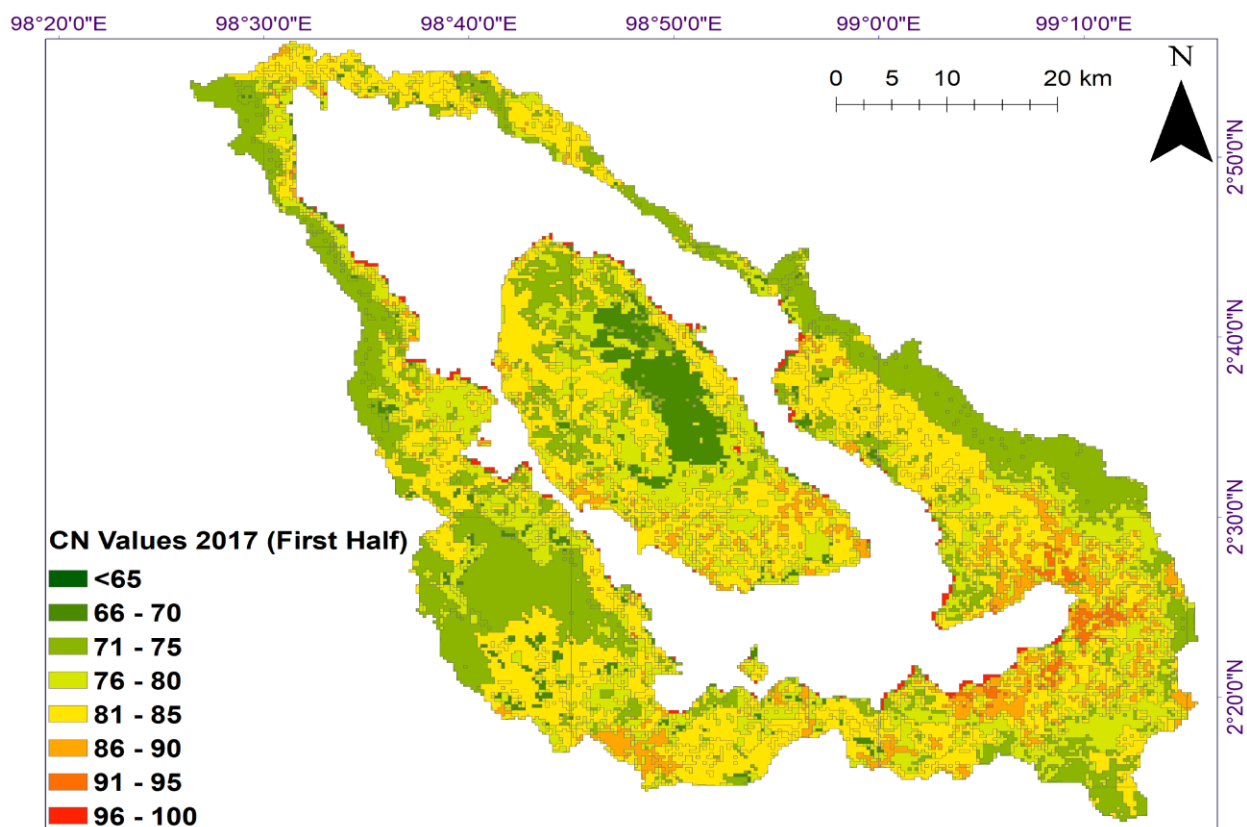 98°20'0"E 98°30'0"E 98°40'0"E 98°50'0"E 99°0'0"E 99°10'0"E
N
0 5 10 20 km
2°50'0"N
2°40'0"N
2°30'0"N
2°20'0"N
CN Values 2017 (First Half)
<65
66 - 70
71 - 75
76 - 80
81 - 85
86 - 90
91 - 95
96 - 100